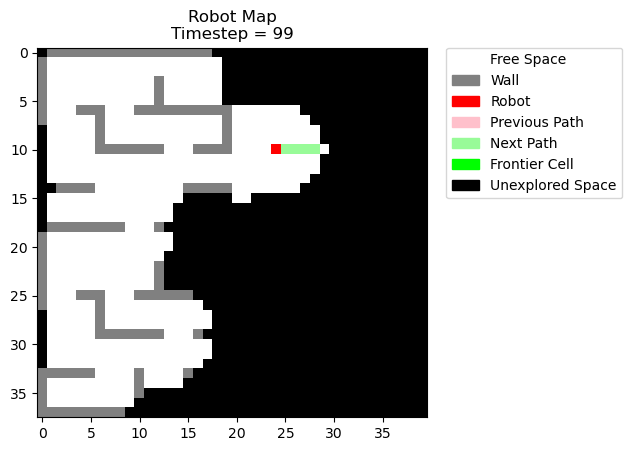 Robot Map
Timestep = 99
0
5
10
15
20
25
30
35
0
5
10
15
20
25
30
35
Free Space
Wall
Robot
Previous Path
Next Path
Frontier Cell
Unexplored Space